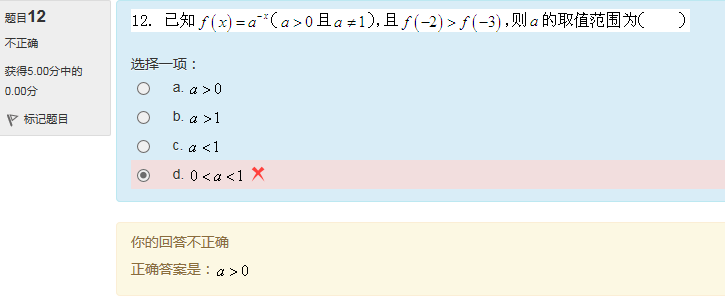 题目12
不正确
获得5.00分中的
0.00分
标记题目
12. 已知 f(x)=a⁻ˣ(a>0且a≠1),且f(-2)>f(-3),则a的取值范围为(    )
选择一项：
a. a>0
b. a>1
c. a<1
d. 0<a<1
你的回答不正确
正确答案是：a>0